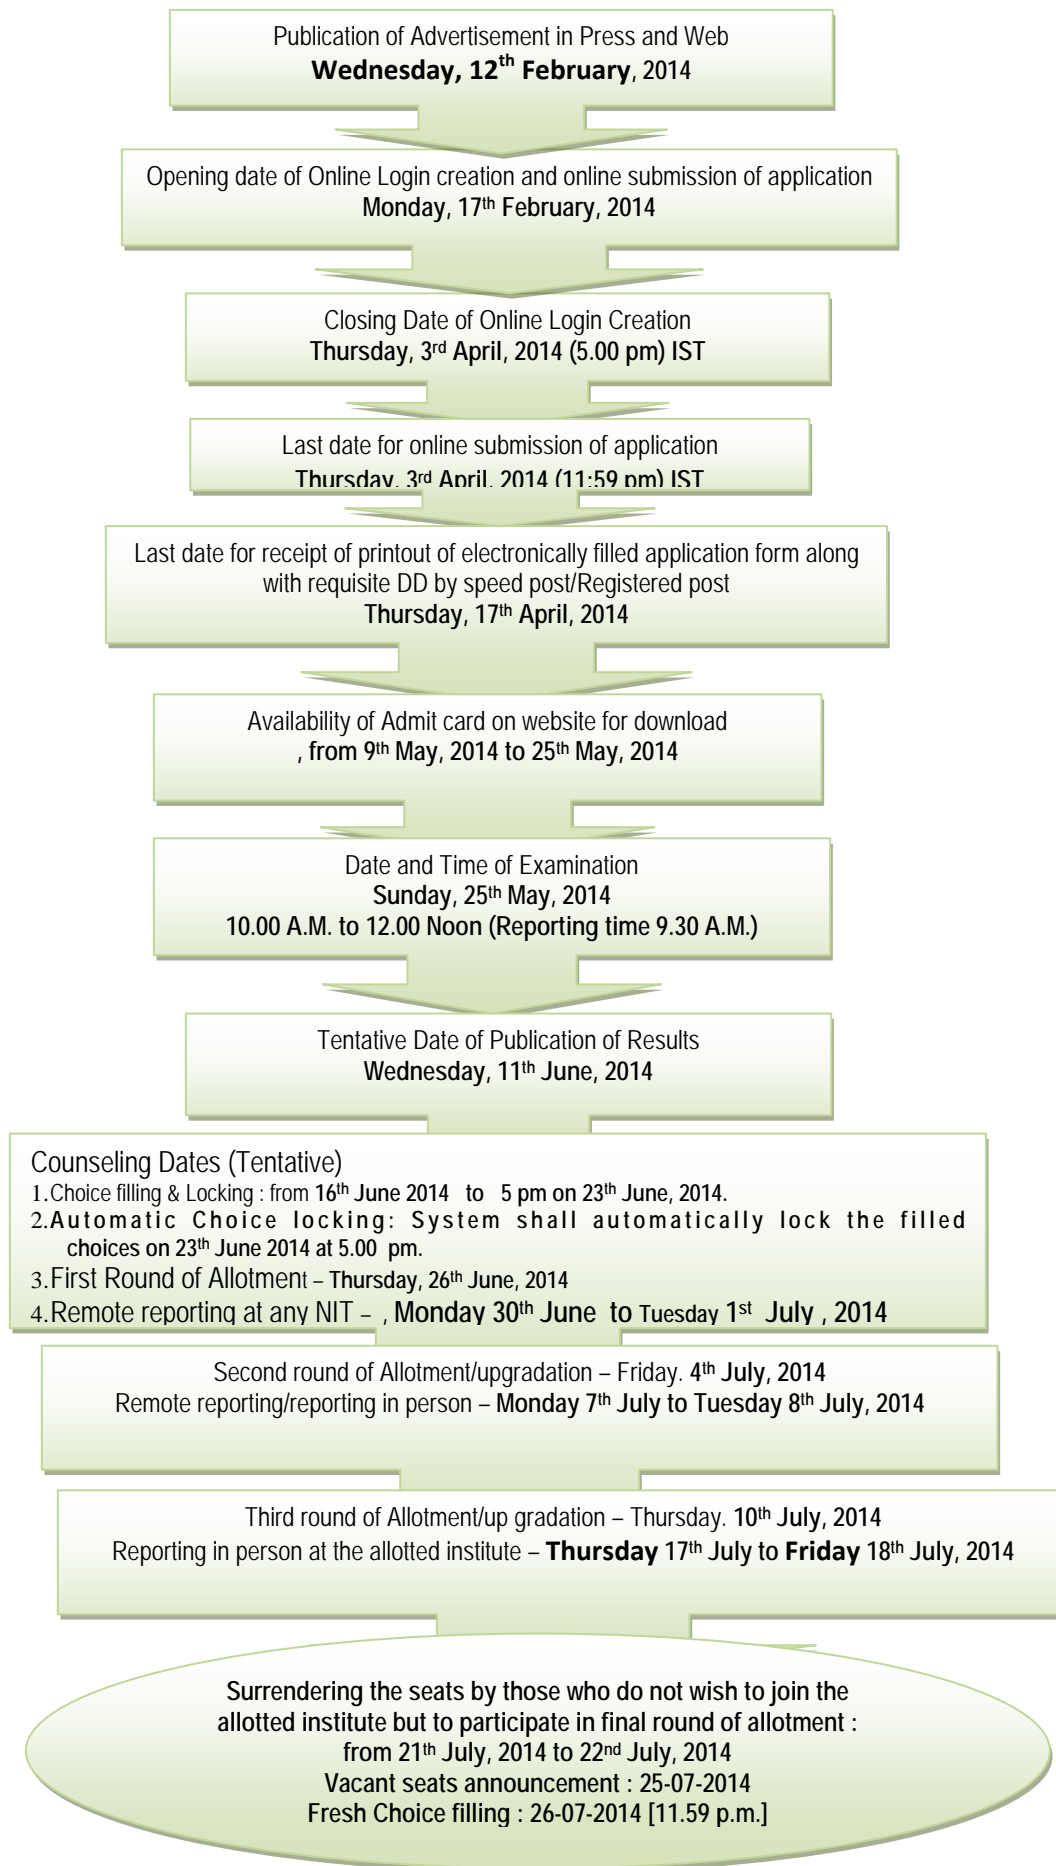 Publication of Advertisement in Press and Web
Wednesday, 12th February, 2014
Opening date of Online Login creation and online submission of application
Monday, 17th February, 2014
Closing Date of Online Login Creation
Thursday, 3rd April, 2014 (5.00 pm) IST
Last date for online submission of application
Thursday, 3rd April, 2014 (11:59 pm) IST
Last date for receipt of printout of electronically filled application form along
with requisite DD by speed post/Registered post
Thursday, 17th April, 2014
Availability of Admit card on website for download
, from 9th May, 2014 to 25th May, 2014
Date and Time of Examination
Sunday, 25th May, 2014
10.00 A.M. to 12.00 Noon (Reporting time 9.30 A.M.)
Tentative Date of Publication of Results
Wednesday, 11th June, 2014
Counseling Dates (Tentative)
1.Choice filling & Locking : from 16th June 2014 to 5 pm on 23th June, 2014.
2.Automatic Choice locking: System shall automatically lock the filled
choices on 23th June 2014 at 5.00 pm.
3.First Round of Allotment – Thursday, 26th June, 2014
4.Remote reporting at any NIT – , Monday 30th June to Tuesday 1st July , 2014
Second round of Allotment/upgradation – Friday. 4th July, 2014
Remote reporting/reporting in person – Monday 7th July to Tuesday 8th July, 2014
Third round of Allotment/up gradation – Thursday. 10th July, 2014
Reporting in person at the allotted institute – Thursday 17th July to Friday 18th July, 2014
Surrendering the seats by those who do not wish to join the
allotted institute but to participate in final round of allotment :
from 21th July, 2014 to 22nd July, 2014
Vacant seats announcement : 25-07-2014
Fresh Choice filling : 26-07-2014 [11.59 p.m.]